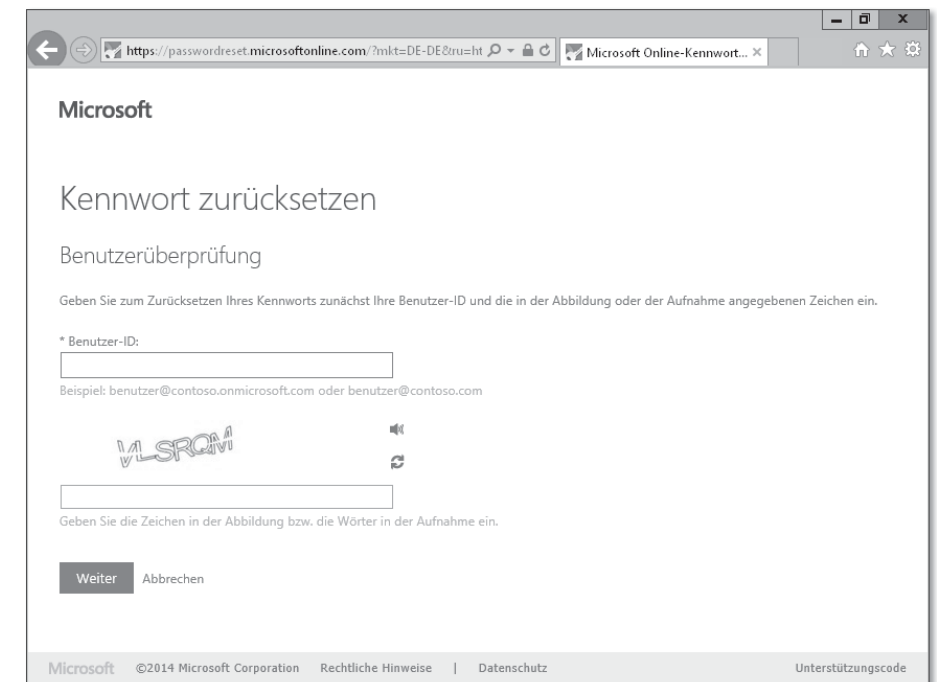 https://passwordreset.microsoftonline.com/?mkt=DE-DE&ru=ht
Microsoft Online-Kennwort...
Microsoft
Kennwort zurücksetzen
Benutzerüberprüfung
Geben Sie zum Zurücksetzen Ihres Kennworts zunächst Ihre Benutzer-ID und die in der Abbildung oder der Aufnahme angegebenen Zeichen ein.
* Benutzer-ID:
Beispiel: benutzer@contoso.onmicrosoft.com oder benutzer@contoso.com
VLSRQM
Geben Sie die Zeichen in der Abbildung bzw. die Wörter in der Aufnahme ein.
Weiter Abbrechen
Microsoft ©2014 Microsoft Corporation Rechtliche Hinweise | Datenschutz Unterstützungscode